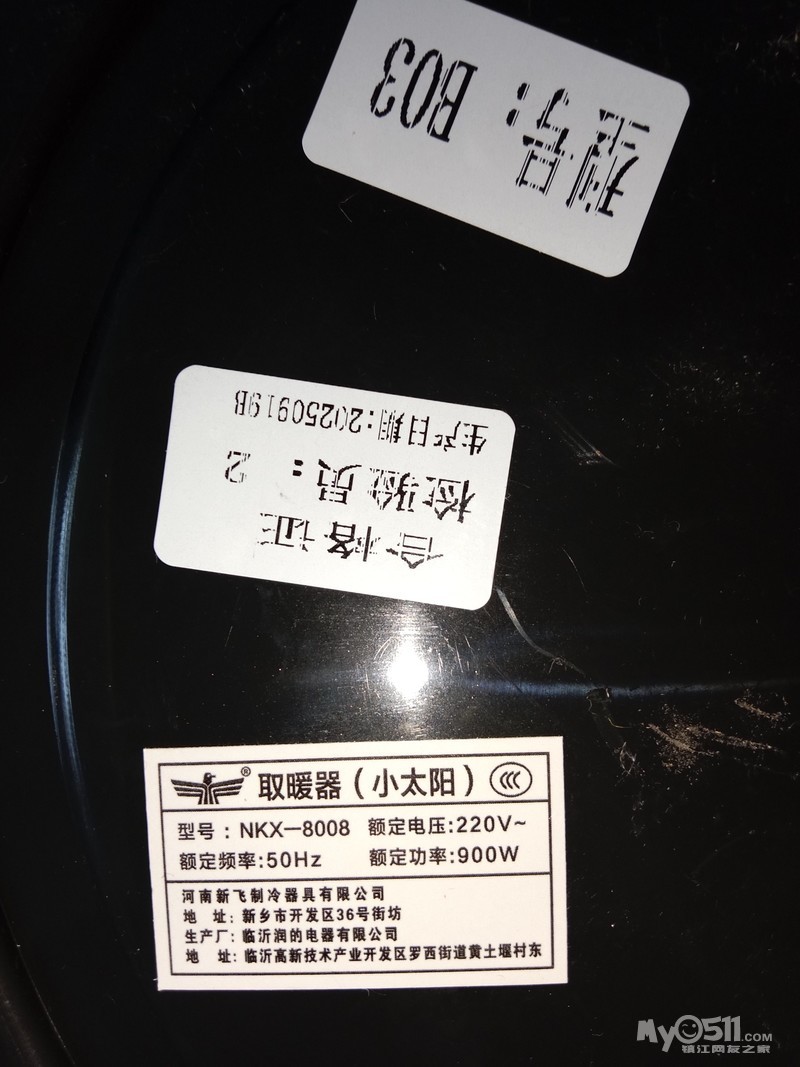 型号：B03
合格证
检验员：2
生产日期:20250919B
® 取暖器（小太阳） CCC
型号：NKX-8008 额定电压:220V~
额定频率:50Hz 额定功率:900W
河南新飞制冷器具有限公司
地 址：新乡市开发区36号街坊
生产厂：临沂润的电器有限公司
地 址：临沂高新技术产业开发区罗西街道黄土堰村东
My0511.COM
镇江网友之家